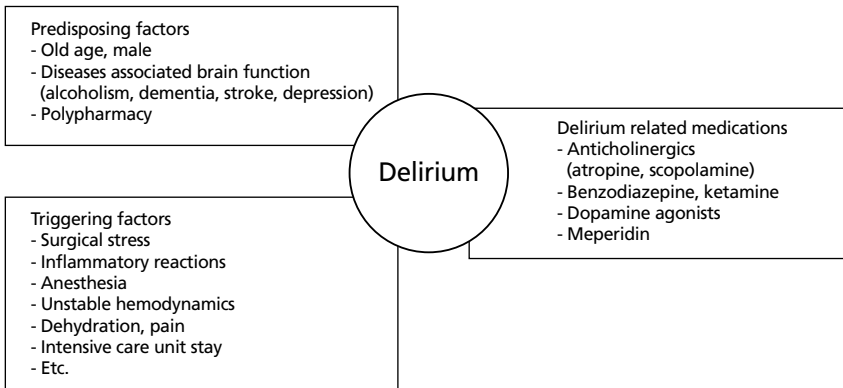 Predisposing factors
- Old age, male
- Diseases associated brain function
(alcoholism, dementia, stroke, depression)
- Polypharmacy
Delirium
Delirium related medications
- Anticholinergics
(atropine, scopolamine)
- Benzodiazepine, ketamine
- Dopamine agonists
- Meperidin
Triggering factors
- Surgical stress
- Inflammatory reactions
- Anesthesia
- Unstable hemodynamics
- Dehydration, pain
- Intensive care unit stay
- Etc.